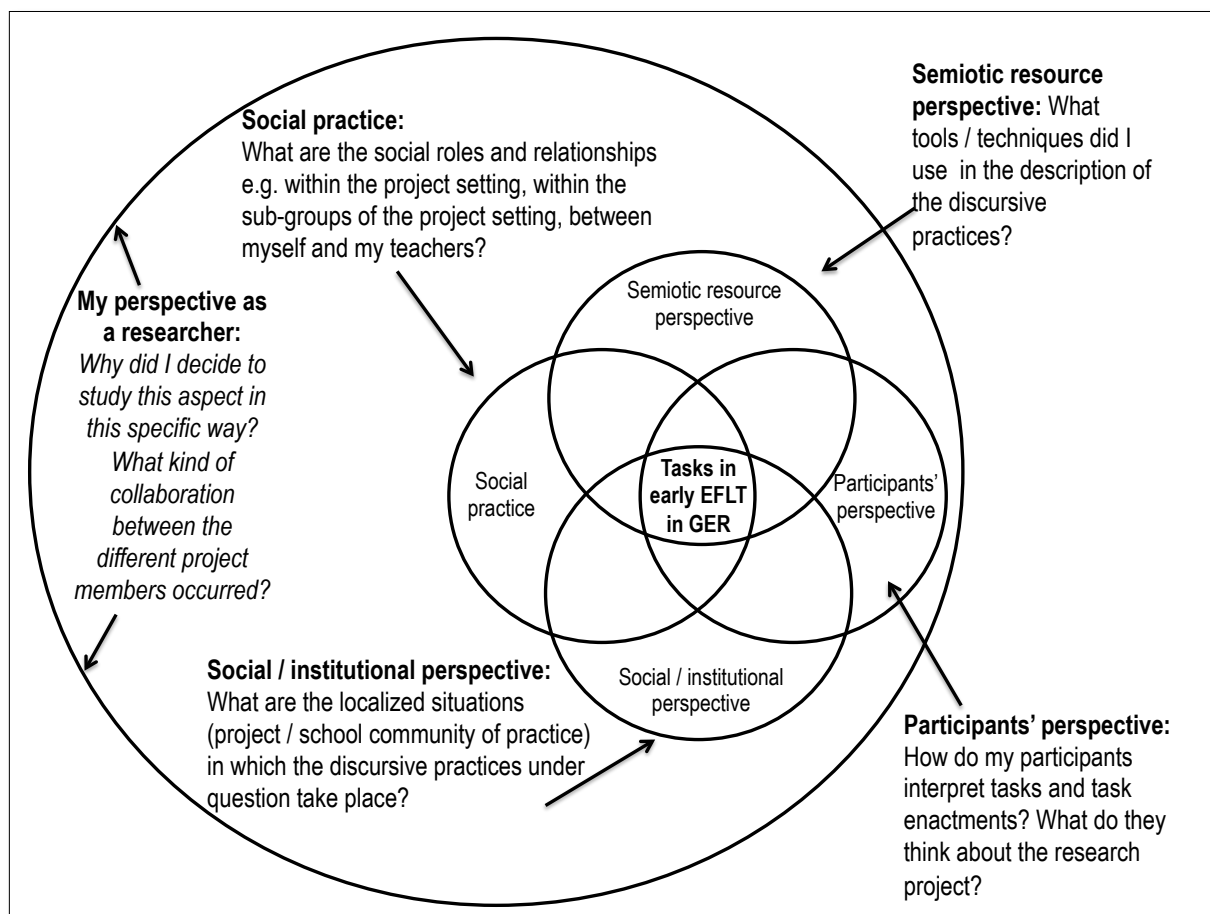 Semiotic resource
perspective: What
tools / techniques did I
use in the description of
the discursive
practices?
Social practice:
What are the social roles and relationships
e.g. within the project setting, within the
sub-groups of the project setting, between
myself and my teachers?
My perspective as
a researcher:
Why did I decide to
study this aspect in
this specific way?
What kind of
collaboration
between the
different project
members occurred?
Semiotic resource
perspective
Social
practice
Tasks in
early EFLT
in GER
Participants’
perspective
Social / institutional
perspective
Social / institutional perspective:
What are the localized situations
(project / school community of practice)
in which the discursive practices under
question take place?
Participants’ perspective:
How do my participants
interpret tasks and task
enactments? What do they
think about the research
project?